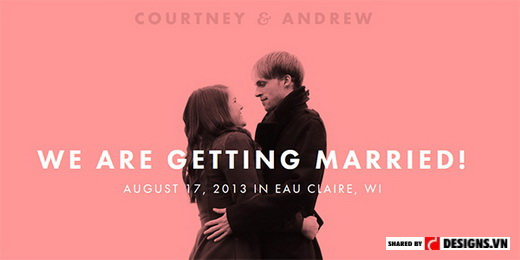 COURTNEY & ANDREW
WE ARE GETTING MARRIED!
AUGUST 17, 2013 IN EAU CLAIRE, WI
SHARED BY DESIGNS.VN